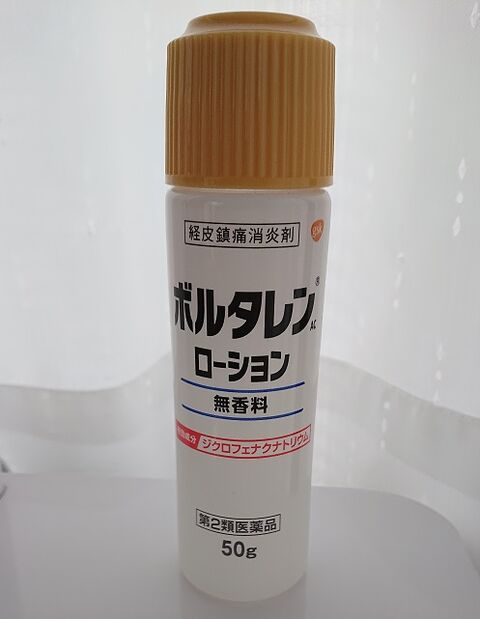 経皮鎮痛消炎剤
gsk
ボルタレン®
AC
ローション
無香料
有効成分 ジクロフェナクナトリウム
第2類医薬品
50g